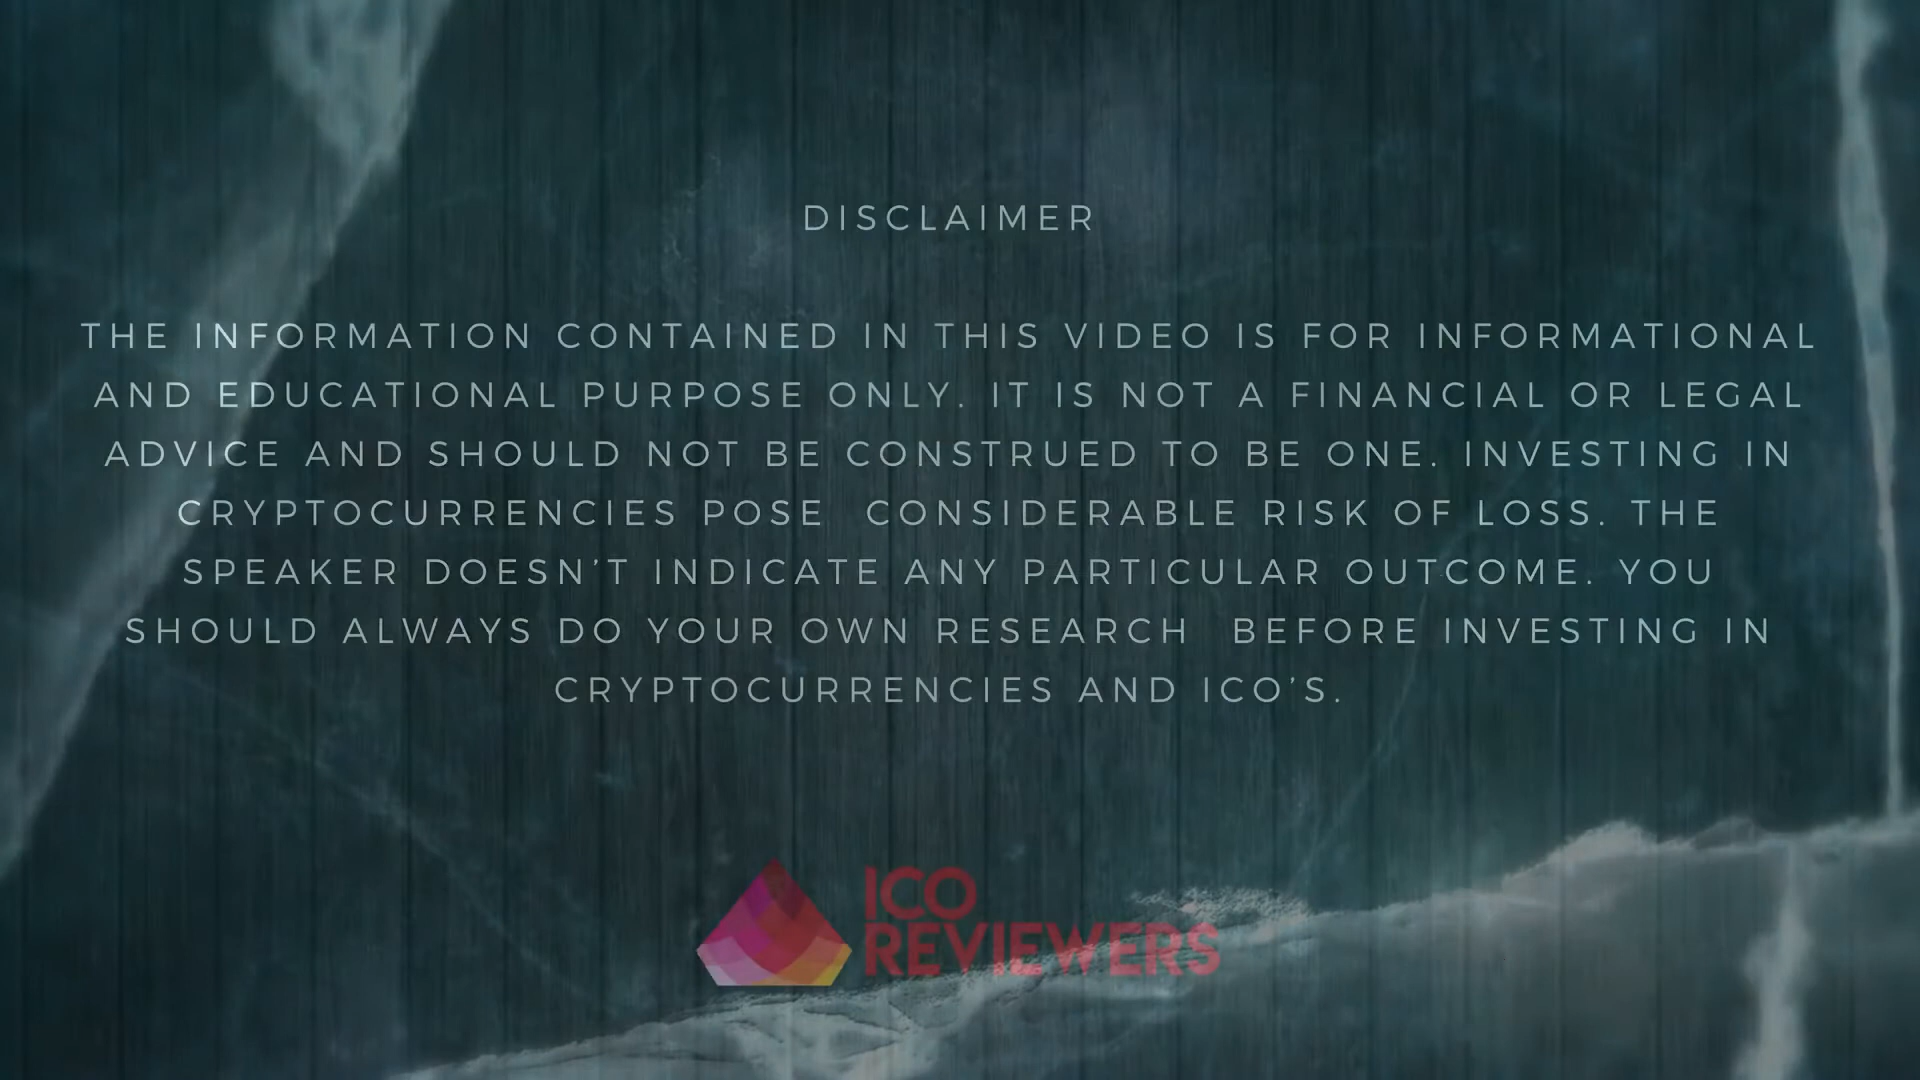 DISCLAIMER
THE INFORMATION CONTAINED IN THIS VIDEO IS FOR INFORMATIONAL
AND EDUCATIONAL PURPOSE ONLY. IT IS NOT A FINANCIAL OR LEGAL
ADVICE AND SHOULD NOT BE CONSTRUED TO BE ONE. INVESTING IN
CRYPTOCURRENCIES POSE  CONSIDERABLE RISK OF LOSS. THE
SPEAKER DOESN’T INDICATE ANY PARTICULAR OUTCOME. YOU
SHOULD ALWAYS DO YOUR OWN RESEARCH  BEFORE INVESTING IN
CRYPTOCURRENCIES AND ICO’S.
ICO
REVIEWERS